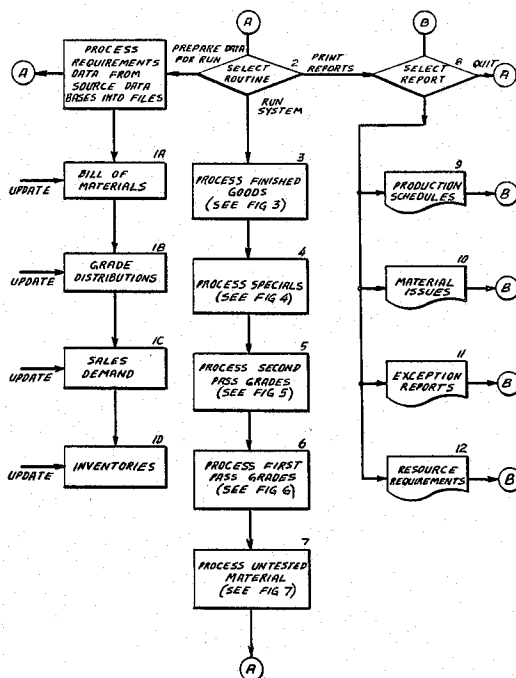 A
B
PROCESS
REQUIREMENTS
DATA FROM
SOURCE DATA
BASES INTO FILES
A
PREPARE DATA
FOR RUN
2
SELECT
ROUTINE
PRINT
REPORTS
RUN
SYSTEM
8
SELECT
REPORT
QUIT
A
1A
BILL OF
MATERIALS
UPDATE
1B
GRADE
DISTRIBUTIONS
UPDATE
1C
SALES
DEMAND
UPDATE
1D
INVENTORIES
UPDATE
3
PROCESS FINISHED
GOODS
(SEE FIG 3)
4
PROCESS SPECIALS
(SEE FIG 4)
5
PROCESS SECOND
PASS GRADES
(SEE FIG 5)
6
PROCESS FIRST
PASS GRADES
(SEE FIG 6)
7
PROCESS UNTESTED
MATERIAL
(SEE FIG 7)
A
9
PRODUCTION
SCHEDULES
B
10
MATERIAL
ISSUES
B
11
EXCEPTION
REPORTS
B
12
RESOURCE
REQUIREMENTS
B